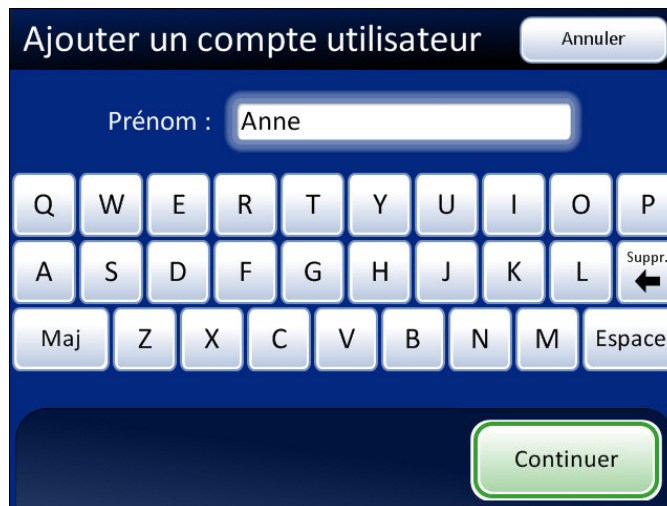 Ajouter un compte utilisateur Annuler
Prénom : Anne
Q W E R T Y U I O P
A S D F G H J K L Suppr.
Maj Z X C V B N M Espace
Continuer